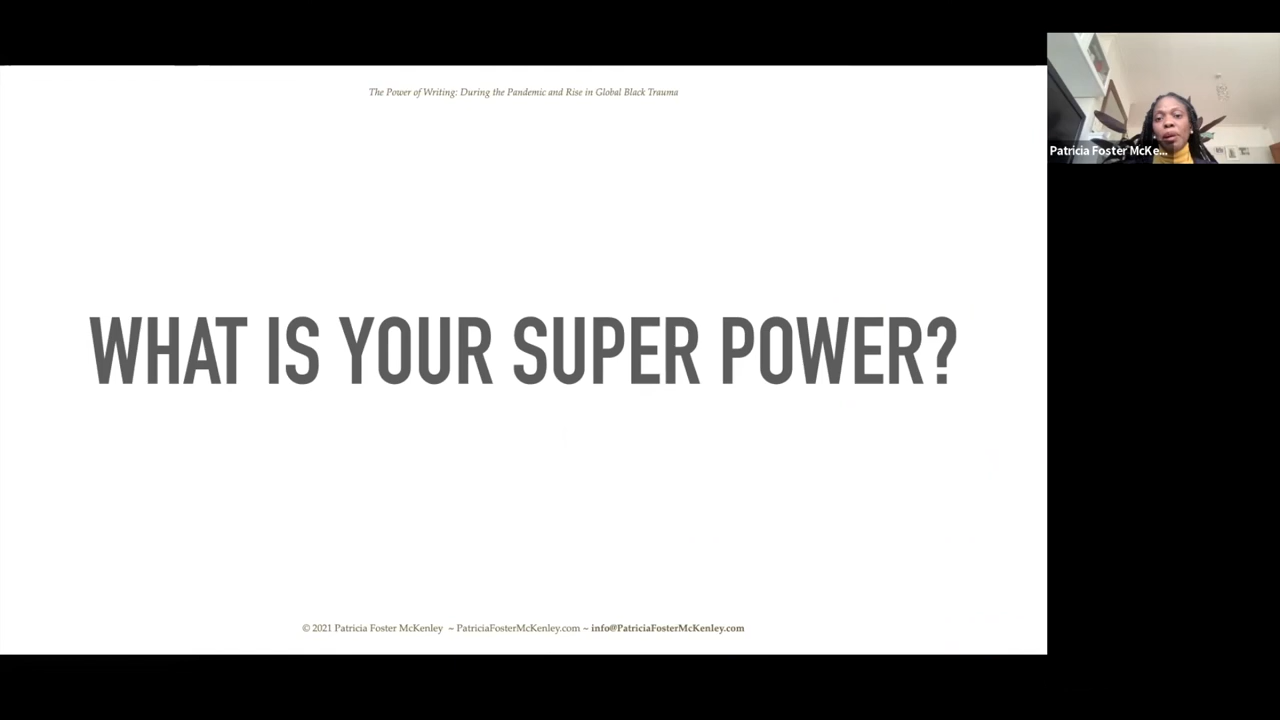 The Power of Writing: During the Pandemic and Rise in Global Black Trauma
Patricia Foster McKe...
WHAT IS YOUR SUPER POWER?
© 2021 Patricia Foster McKenley ~ PatriciaFosterMcKenley.com ~ info@PatriciaFosterMcKenley.com